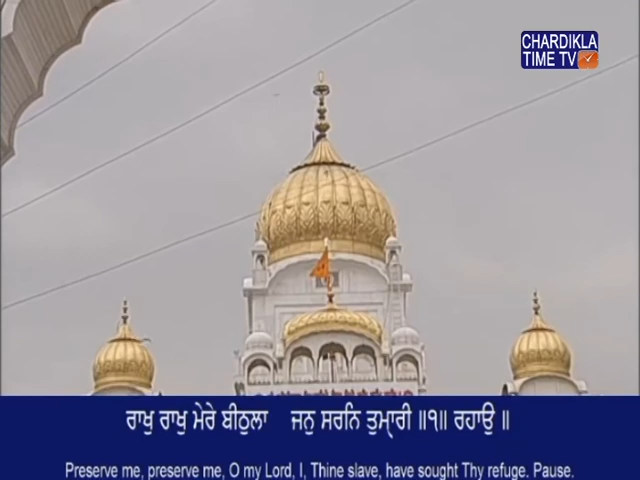 CHARDIKLA
TIME TV
ਰਾਖੁ ਰਾਖੁ ਮੇਰੇ ਬੀਠੁਲਾ ਜਨੁ ਸਰਨਿ ਤੁਮ੍ਹਾਰੀ ॥੧॥ ਰਹਾਉ ॥
Preserve me, preserve me, O my Lord, I, Thine slave, have sought Thy refuge. Pause.